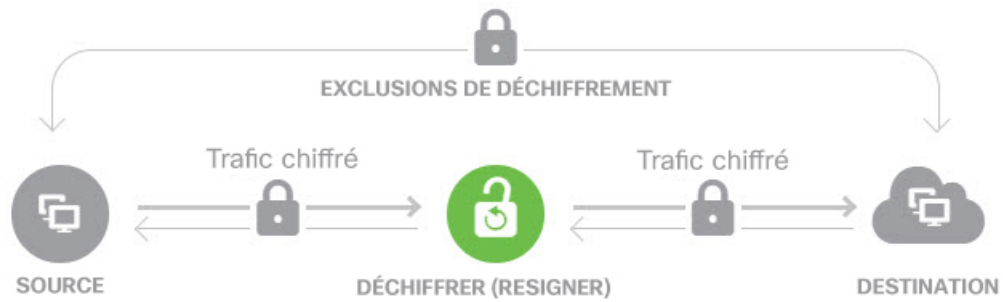 EXCLUSIONS DE DÉCHIFFREMENT
Trafic chiffré
Trafic chiffré
SOURCE
DÉCHIFFRER (RESIGNER)
DESTINATION